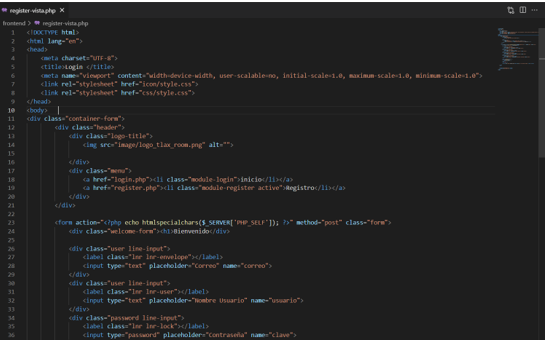 register-vista.php ×
frontend > register-vista.php
1 <!DOCTYPE html>
2 <html lang="en">
3 <head>
4 <meta charset="UTF-8">
5 <title>Login </title>
6 <meta name="viewport" content="width=device-width, user-scalable=no, initial-scale=1.0, maximum-scale=1.0, minimum-scale=1.0">
7 <link rel="stylesheet" href="icon/style.css">
8 <link rel="stylesheet" href="css/style.css">
9 </head>
10 <body>
11 <div class="container-form">
12 <div class="header">
13 <div class="logo-title">
14 <img src="image/logo_tlax_room.png" alt="">
15
16 </div>
17 <div class="menu">
18 <a href="login.php"><li class="module-login">inicio</li></a>
19 <a href="register.php"><li class="module-register active">Registro</li></a>
20 </div>
21 </div>
22
23 <form action="<?php echo htmlspecialchars($_SERVER['PHP_SELF']); ?>" method="post" class="form">
24 <div class="welcome-form"><h1>Bienvenido</div>
25
26 <div class="user line-input">
27 <label class="lnr lnr-envelope"></label>
28 <input type="text" placeholder="Correo" name="correo">
29 </div>
30 <div class="user line-input">
31 <label class="lnr lnr-user"></label>
32 <input type="text" placeholder="Nombre Usuario" name="usuario">
33 </div>
34 <div class="password line-input">
35 <label class="lnr lnr-lock"></label>
36 <input type="password" placeholder="Contraseña" name="clave">